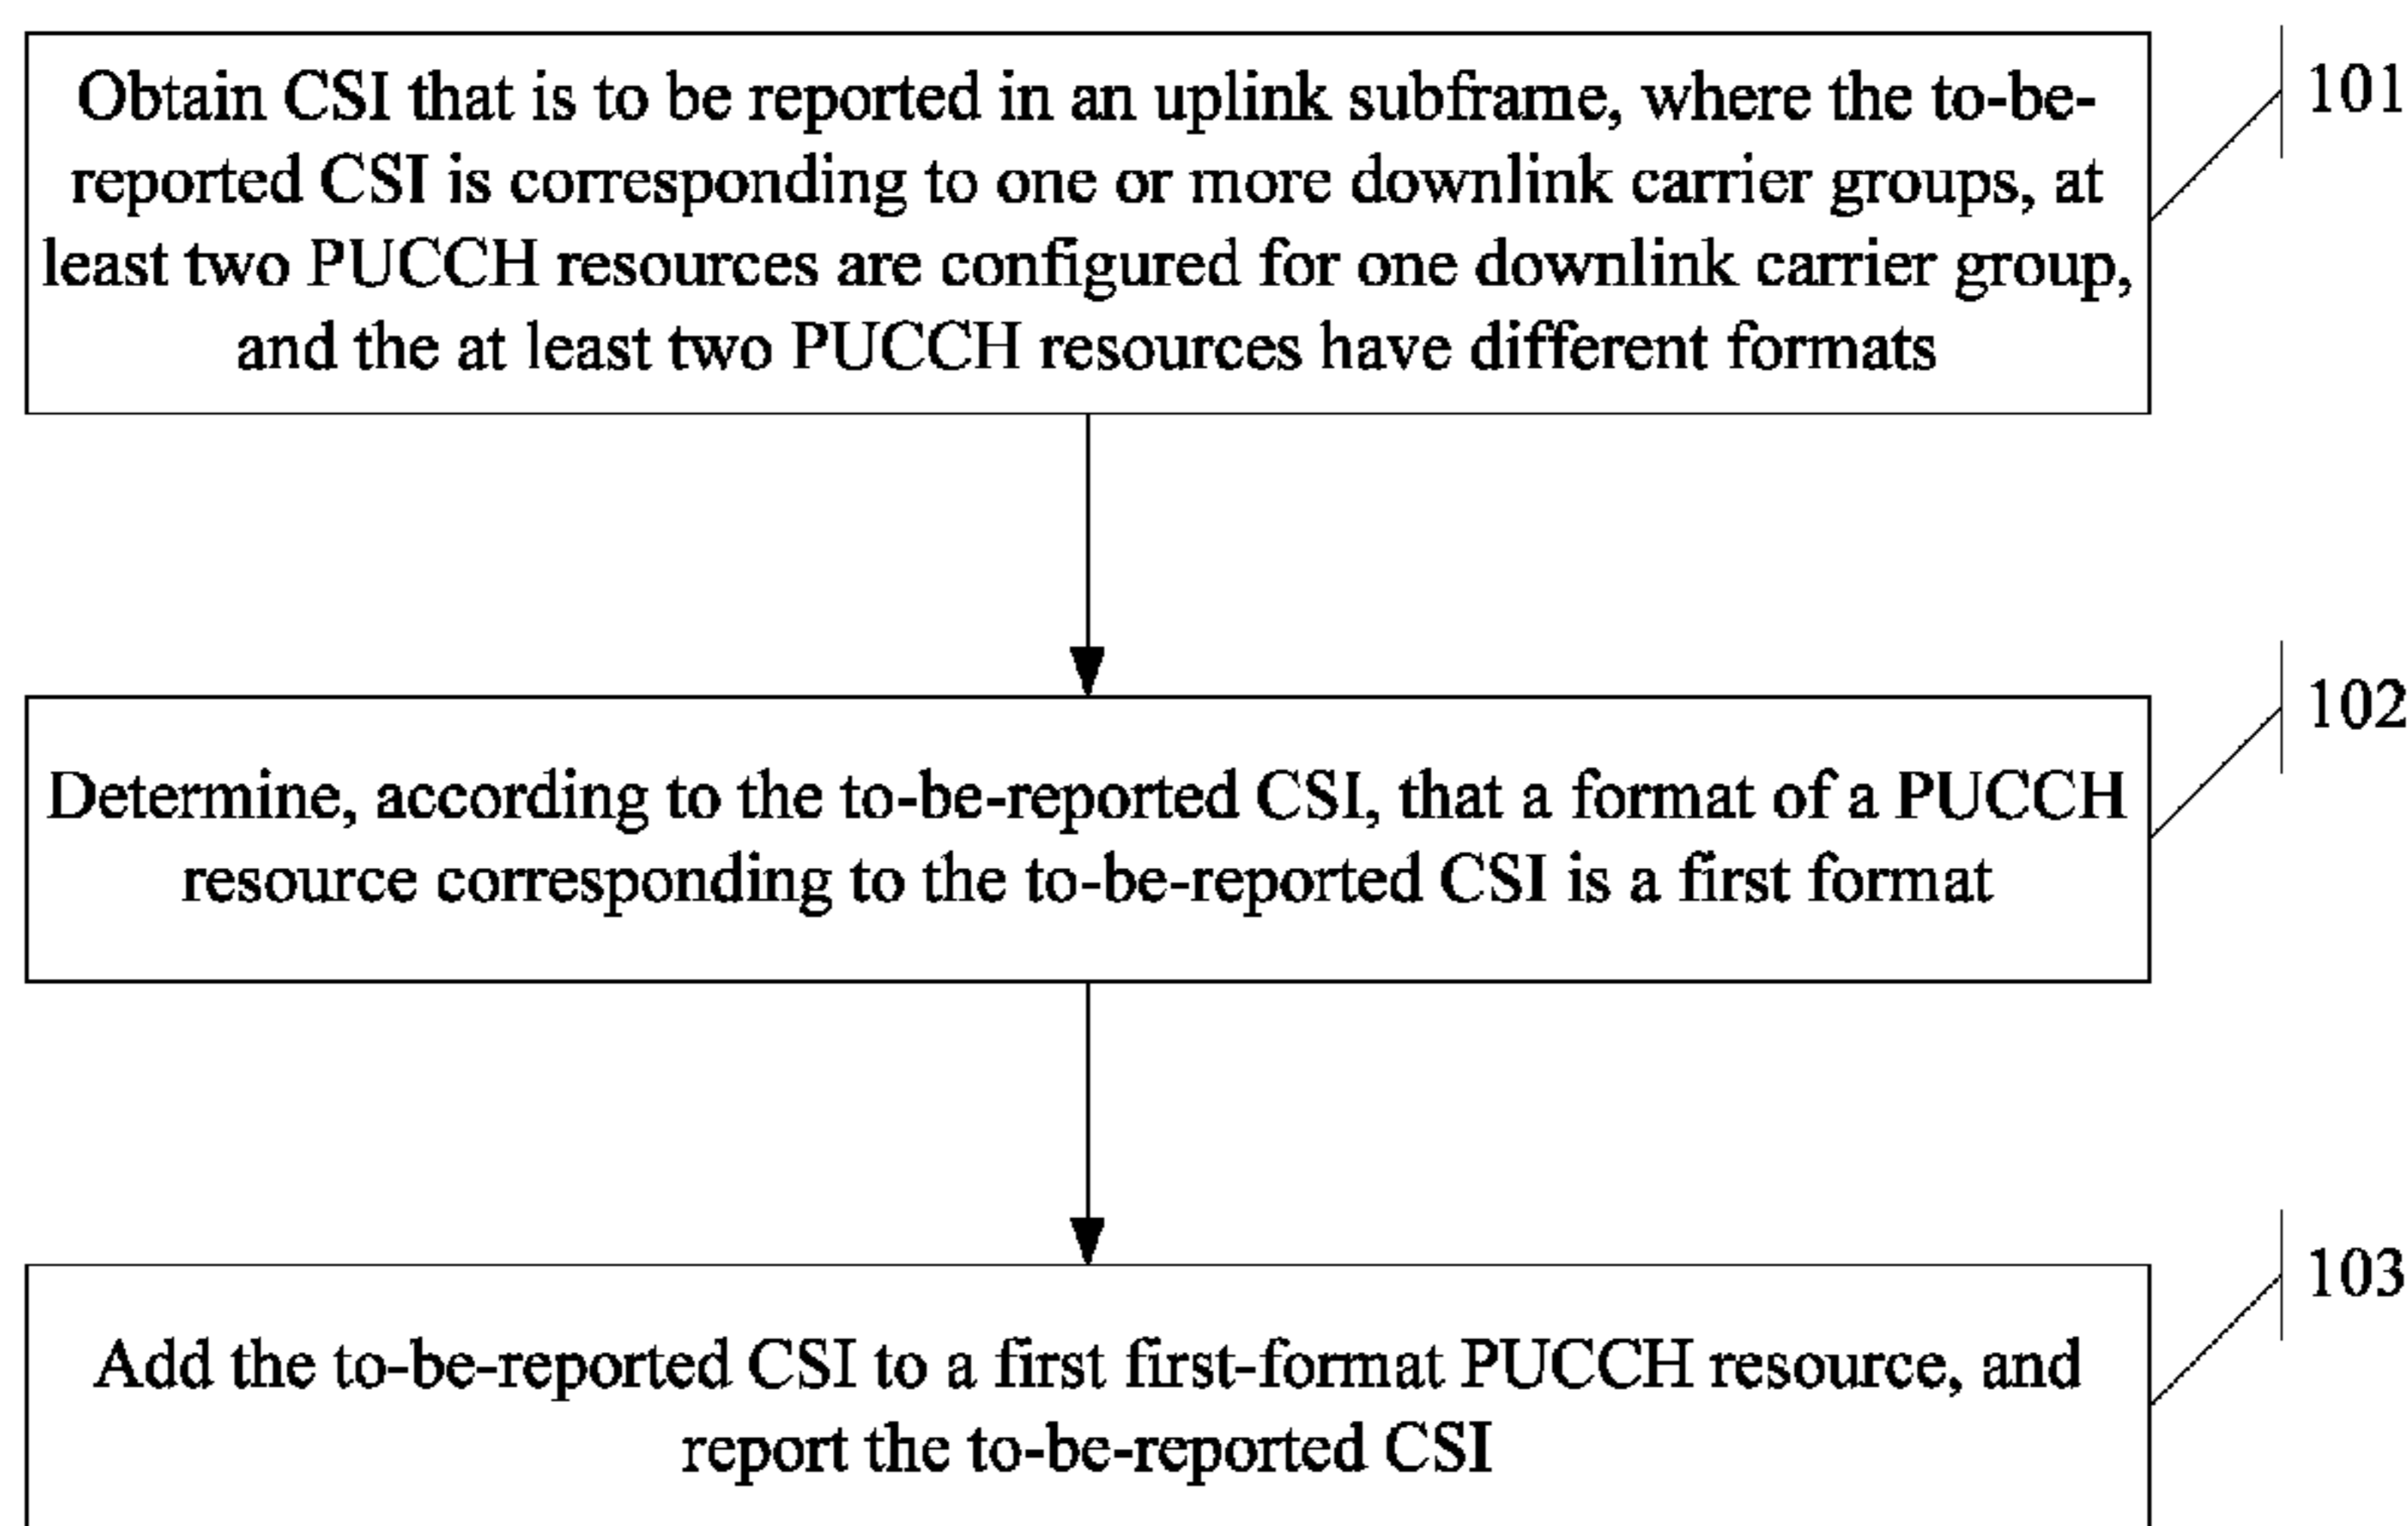 Obtain CSI that is to be reported in an uplink subframe, where the to-be-
reported CSI is corresponding to one or more downlink carrier groups, at
least two PUCCH resources are configured for one downlink carrier group,
and the at least two PUCCH resources have different formats
101
Determine, according to the to-be-reported CSI, that a format of a PUCCH
resource corresponding to the to-be-reported CSI is a first format
102
Add the to-be-reported CSI to a first first-format PUCCH resource, and
report the to-be-reported CSI
103